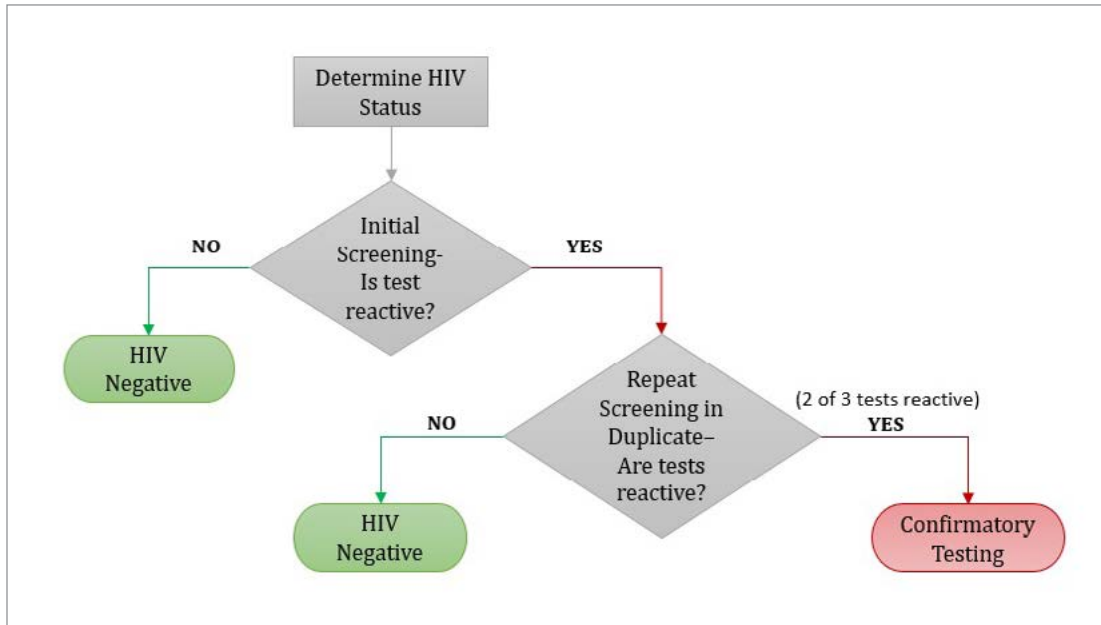 Determine HIV
Status
Initial
Screening-
Is test
reactive?
NO
YES
HIV
Negative
Repeat
Screening in
Duplicate–
Are tests
reactive?
NO
(2 of 3 tests reactive)
YES
HIV
Negative
Confirmatory
Testing